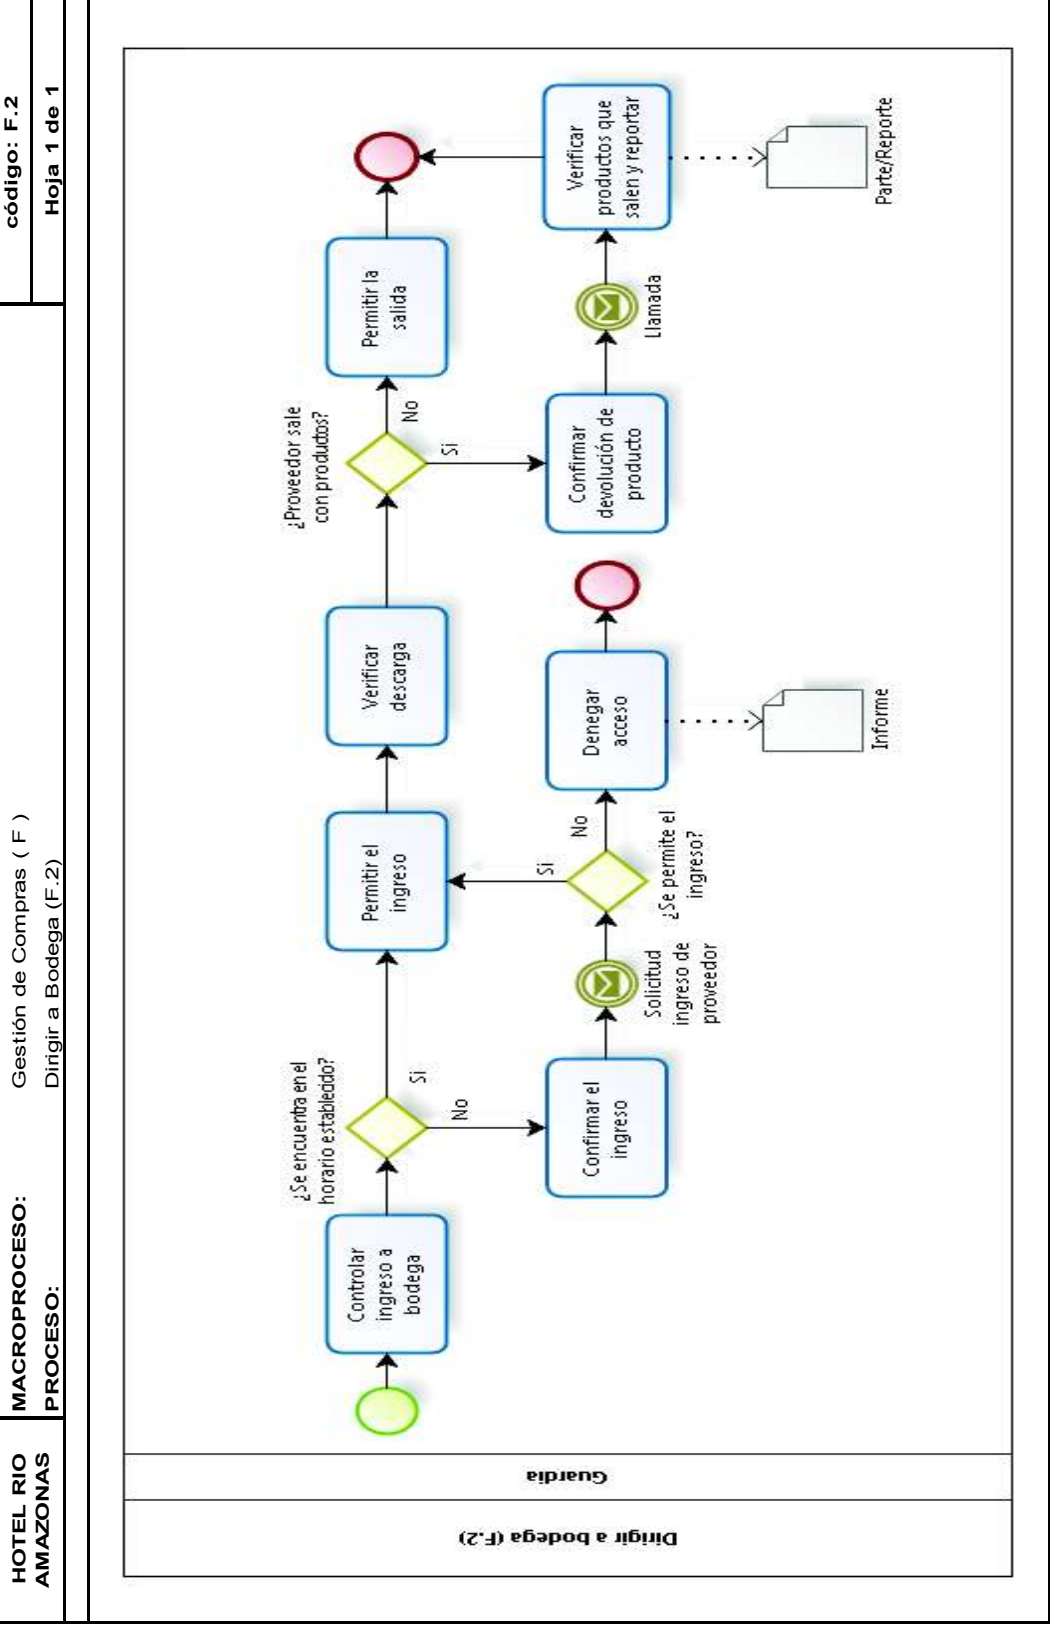 HOTEL RIO
AMAZONAS
MACROPROCESO:
Gestión de Compras ( F )
PROCESO:
Dirigir a Bodega (F.2)
código: F.2
Hoja 1 de 1
Dirigir a bodega (F.2)
Guardia
Controlar
ingreso a
bodega
¿Se encuentra en el
horario establecido?
Si
No
Permitir el
ingreso
Verificar
descarga
¿Proveedor sale
con productos?
No
Si
Permitir la
salida
Confirmar el
ingreso
Solicitud
ingreso de
proveedor
¿Se permite el
ingreso?
Si
No
Denegar
acceso
Informe
Confirmar
devolución de
producto
Llamada
Verificar
productos que
salen y reportar
Parte/Reporte